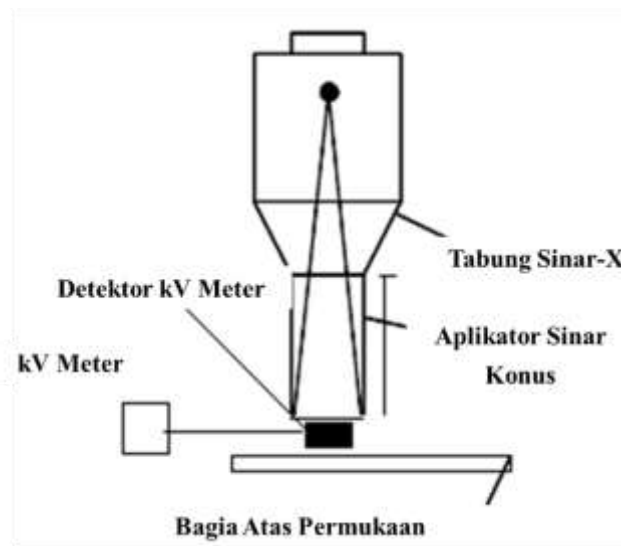 Tabung Sinar-X
Detektor kV Meter
Aplikator Sinar
Konus
kV Meter
Bagia Atas Permukaan